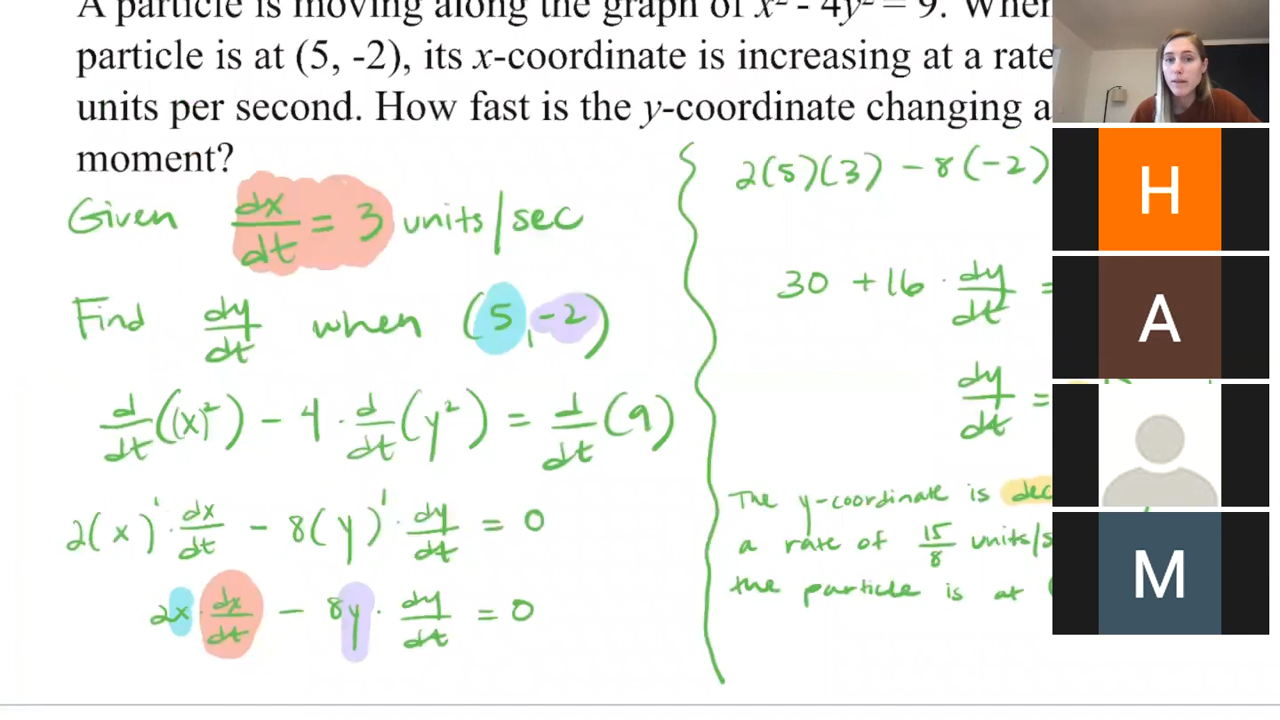 A particle is moving along the graph of x² - 4y² = 9. When
particle is at (5, -2), its x-coordinate is increasing at a rate
units per second. How fast is the y-coordinate changing a
moment?
Given dx/dt = 3 units/sec
Find dy/dt when (5, -2)
d/dt((x)²) - 4 · d/dt(y²) = d/dt(9)
2(x)¹ · dx/dt - 8(y)¹ · dy/dt = 0
2x · dx/dt - 8y · dy/dt = 0
2(5)(3) - 8(-2)
30 + 16 · dy/dt =
dy/dt =
The y-coordinate is dec
a rate of 15/8 units/s
the particle is at (
H
A
M